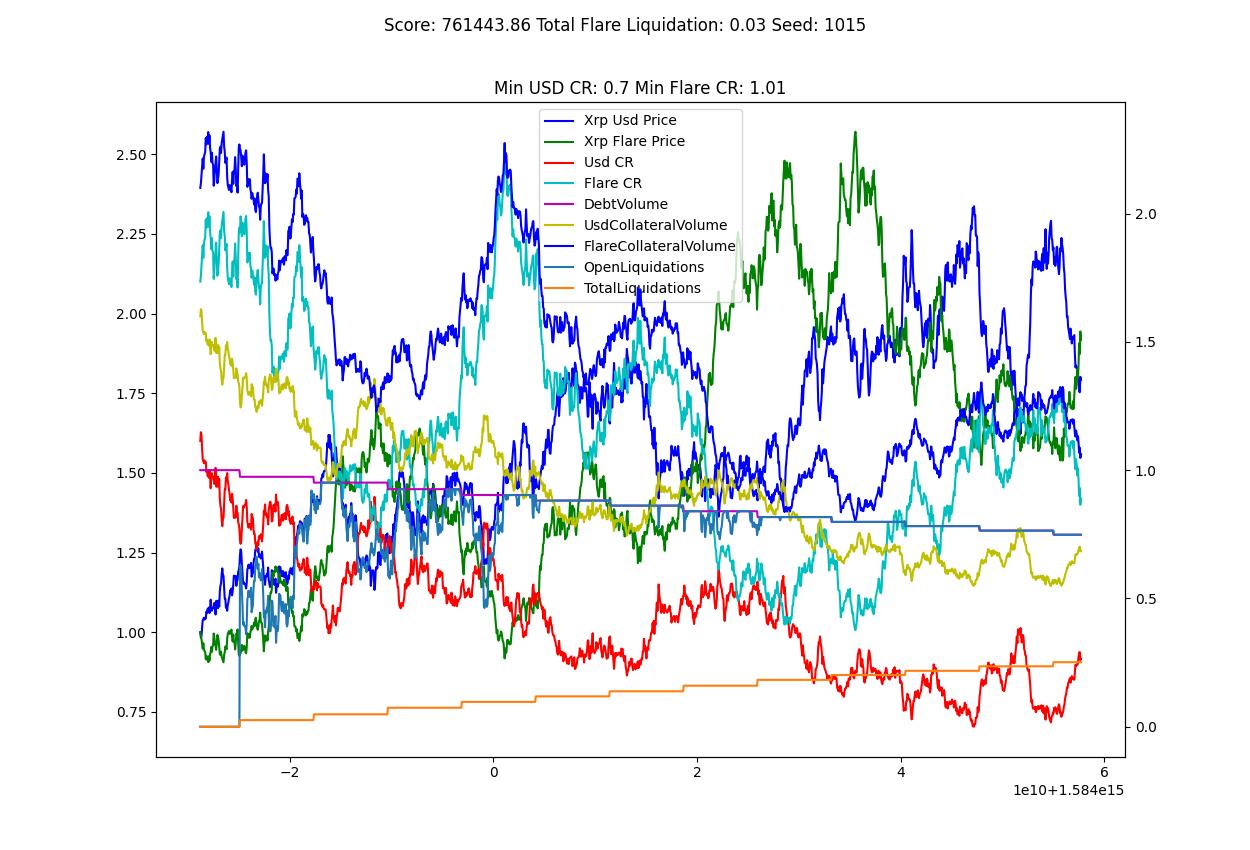 Score: 761443.86 Total Flare Liquidation: 0.03 Seed: 1015
Min USD CR: 0.7 Min Flare CR: 1.01
Xrp Usd Price
Xrp Flare Price
Usd CR
Flare CR
DebtVolume
UsdCollateralVolume
FlareCollateralVolume
OpenLiquidations
TotalLiquidations
2.50
2.25
2.00
1.75
1.50
1.25
1.00
0.75
2.0
1.5
1.0
0.5
0.0
−2 0 2 4 6
1e10+1.584e15